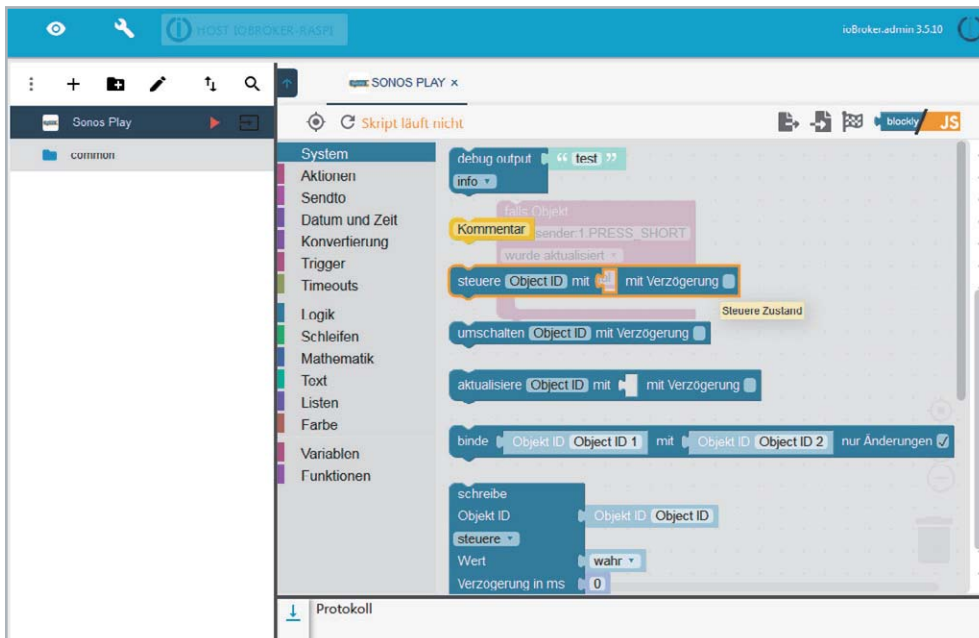 HOST IOBROKER-RASPI
ioBroker.admin 3.5.10
SONOS PLAY ×
Sonos Play
common
Skript läuft nicht
blockly
JS
System
Aktionen
Sendto
Datum und Zeit
Konvertierung
Trigger
Timeouts
Logik
Schleifen
Mathematik
Text
Listen
Farbe
Variablen
Funktionen
debug output “ test ”
info
falls Objekt
Kommentar
sender:1.PRESS_SHORT
wurde aktualisiert
steuere Object ID mit mit Verzögerung
Steuere Zustand
umschalten Object ID mit Verzögerung
aktualisiere Object ID mit mit Verzögerung
binde Objekt ID Object ID 1 mit Objekt ID Object ID 2 nur Änderungen
schreibe
Objekt ID Objekt ID Object ID
steuere
Wert wahr
Verzögerung in ms 0
Protokoll